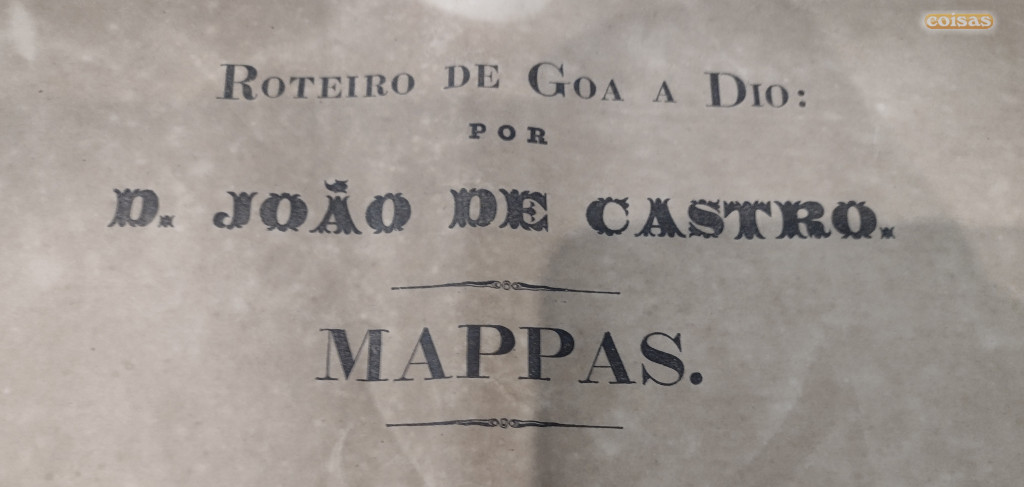 coisas
ROTEIRO DE GOA A DIO:
POR
D. JOÃO DE CASTRO.
MAPPAS.